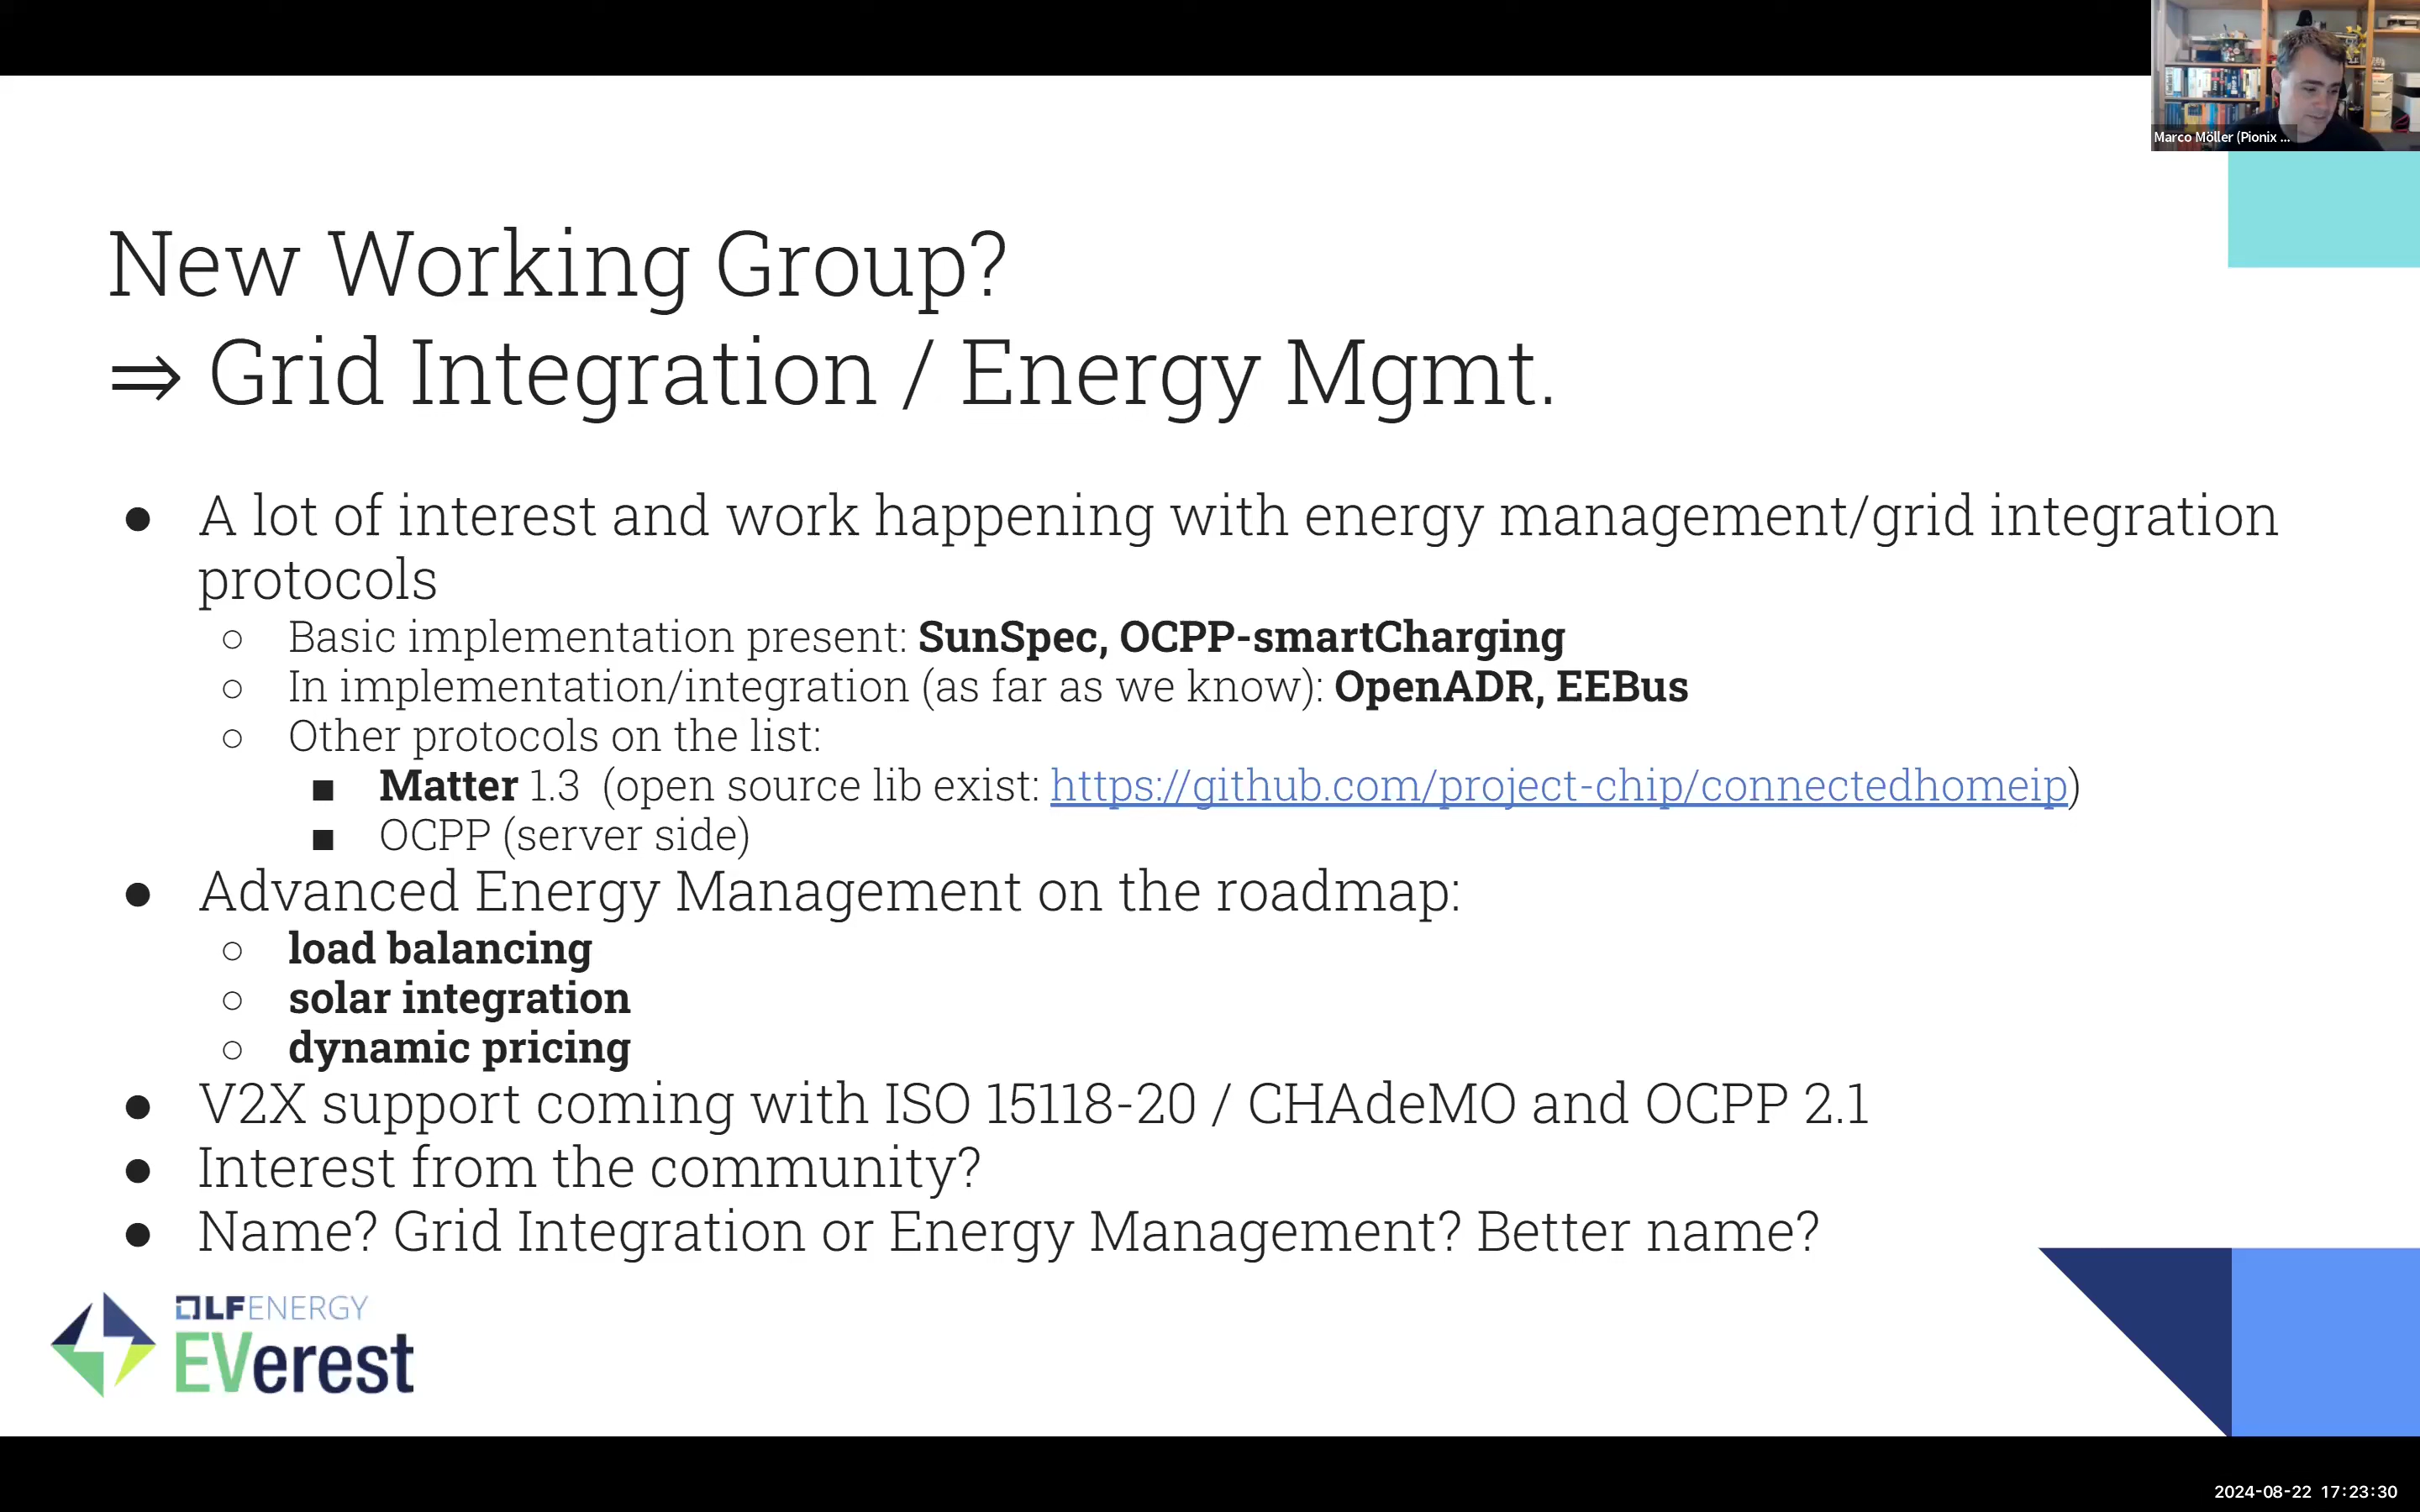 Marco Möller (Pionix ...
New Working Group?
⇒ Grid Integration / Energy Mgmt.
● A lot of interest and work happening with energy management/grid integration
protocols
○ Basic implementation present: SunSpec, OCPP-smartCharging
○ In implementation/integration (as far as we know): OpenADR, EEBus
○ Other protocols on the list:
■ Matter 1.3 (open source lib exist: https://github.com/project-chip/connectedhomeip)
■ OCPP (server side)
● Advanced Energy Management on the roadmap:
○ load balancing
○ solar integration
○ dynamic pricing
● V2X support coming with ISO 15118-20 / CHAdeMO and OCPP 2.1
● Interest from the community?
● Name? Grid Integration or Energy Management? Better name?
LFENERGY
EVerest
2024-08-22 17:23:30